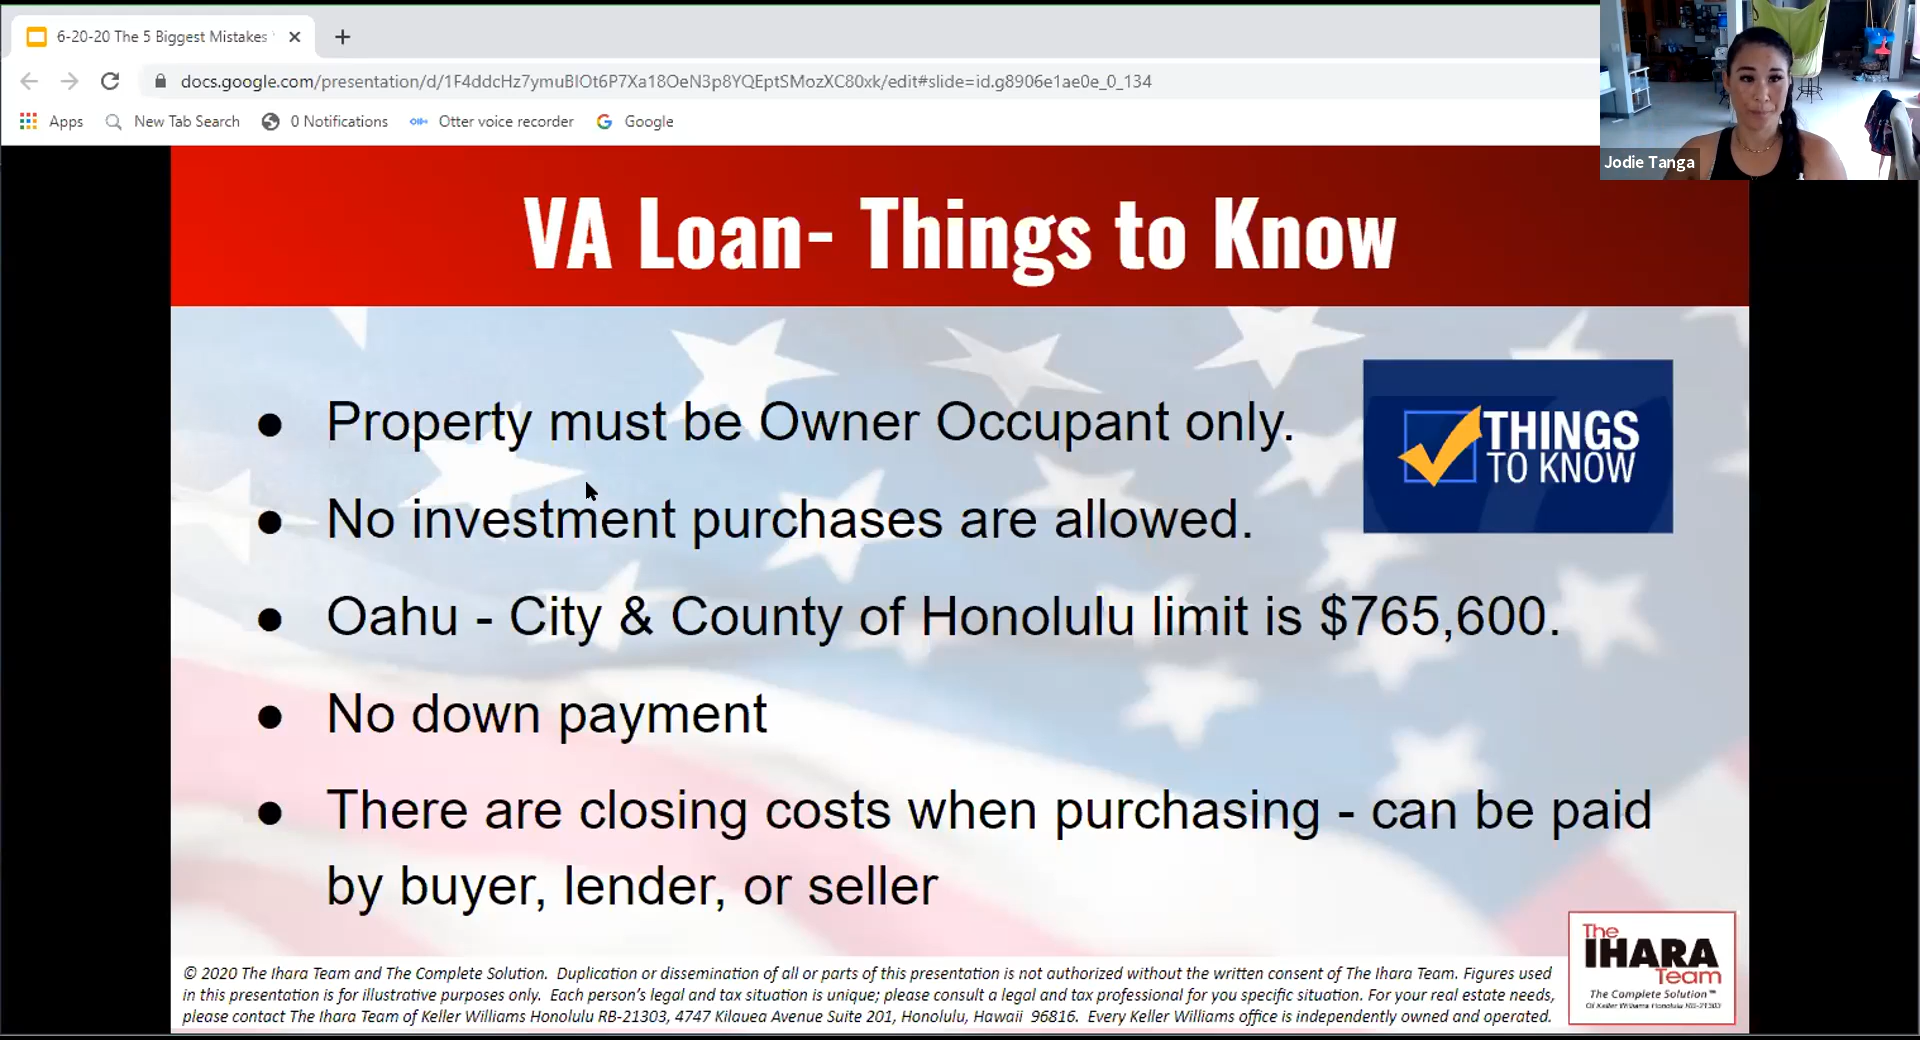 6-20-20 The 5 Biggest Mistakes
docs.google.com/presentation/d/1F4ddcHz7ymuBIOt6P7Xa18OeN3p8YQEptSMozXC80xk/edit#slide=id.g8906e1ae0e_0_134
Apps New Tab Search 0 Notifications Otter voice recorder Google
Jodie Tanga
VA Loan- Things to Know
● Property must be Owner Occupant only.
● No investment purchases are allowed.
● Oahu - City & County of Honolulu limit is $765,600.
● No down payment
● There are closing costs when purchasing - can be paid
by buyer, lender, or seller
THINGS
TO KNOW
© 2020 The Ihara Team and The Complete Solution. Duplication or dissemination of all or parts of this presentation is not authorized without the written consent of The Ihara Team. Figures used
in this presentation is for illustrative purposes only. Each person's legal and tax situation is unique; please consult a legal and tax professional for you specific situation. For your real estate needs,
please contact The Ihara Team of Keller Williams Honolulu RB-21303, 4747 Kilauea Avenue Suite 201, Honolulu, Hawaii 96816. Every Keller Williams office is independently owned and operated.
The
IHARA
Team
The Complete Solution™
Of Keller Williams Honolulu RB-21303